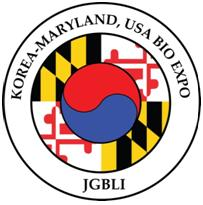 KOREA-MARYLAND, USA BIO EXPO
JGBLI